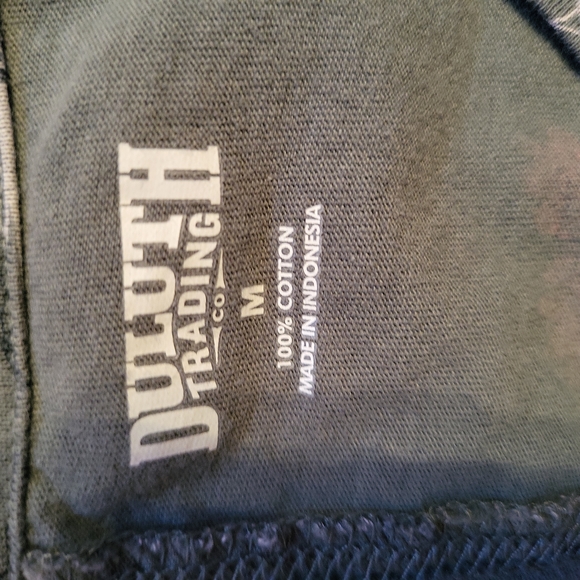 DULUTH
TRADING
CO
M
100% COTTON
MADE IN INDONESIA